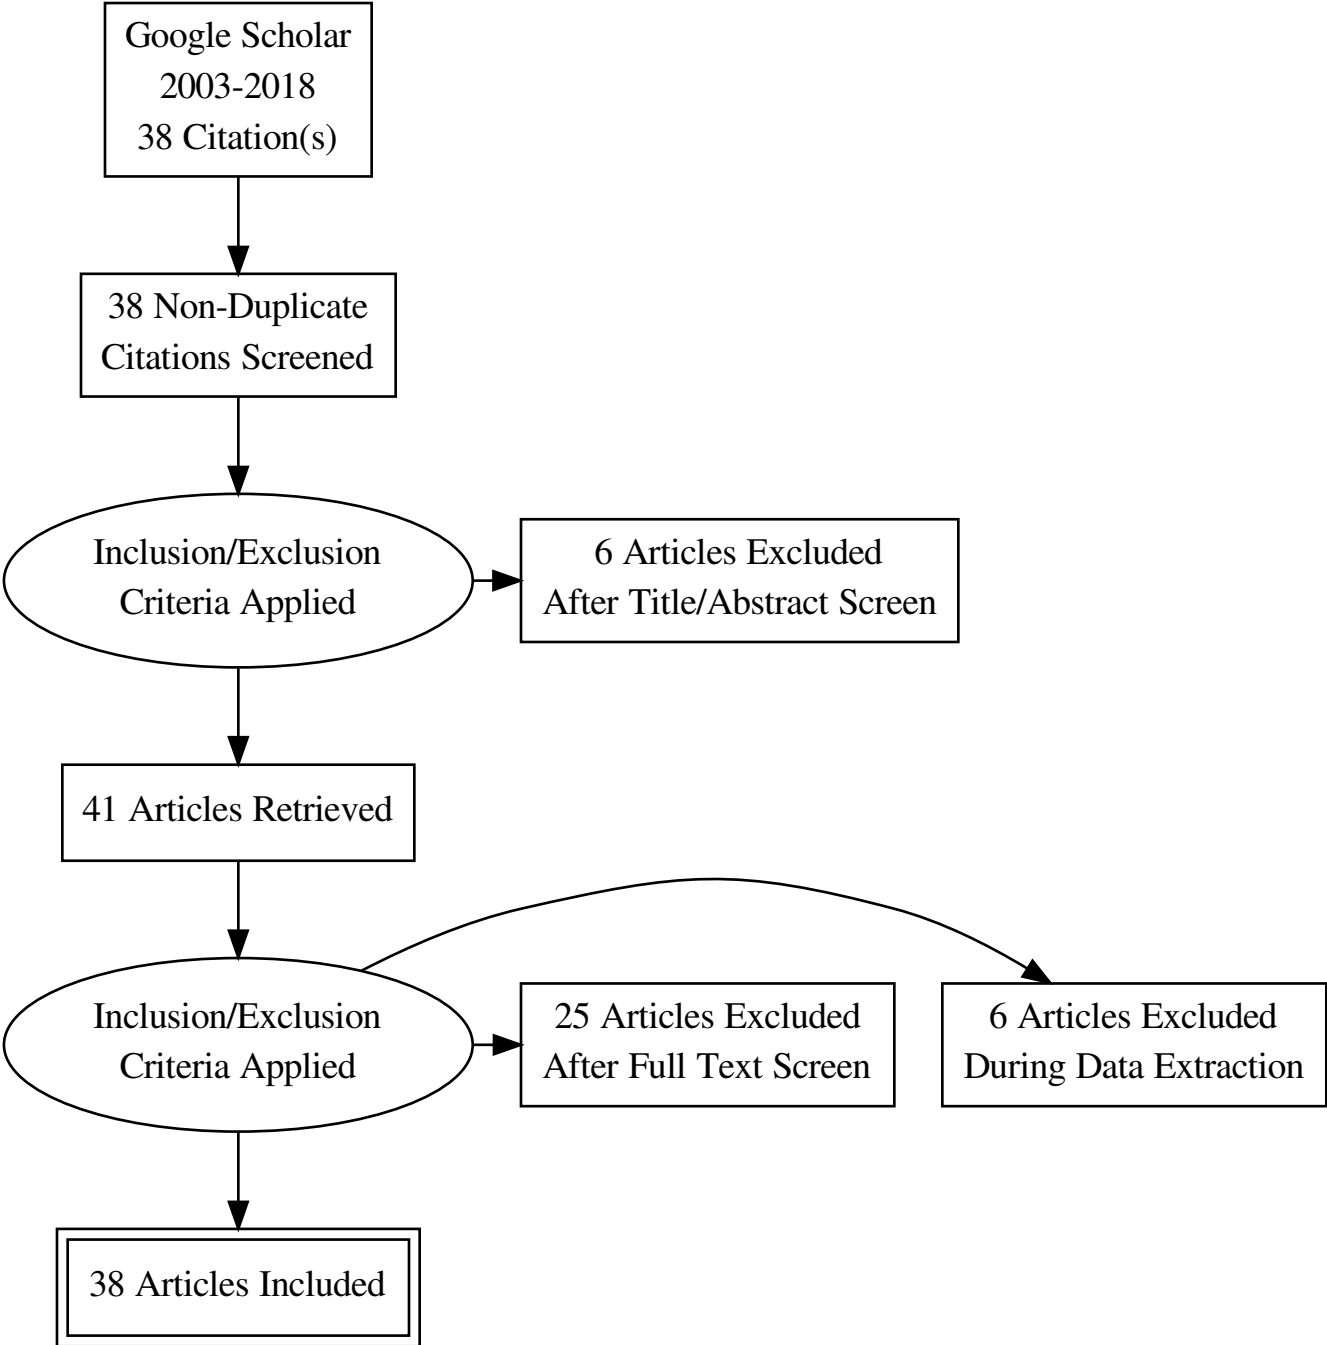 Google Scholar
2003-2018
38 Citation(s)
38 Non-Duplicate
Citations Screened
Inclusion/Exclusion
Criteria Applied
6 Articles Excluded
After Title/Abstract Screen
41 Articles Retrieved
Inclusion/Exclusion
Criteria Applied
25 Articles Excluded
After Full Text Screen
6 Articles Excluded
During Data Extraction
38 Articles Included